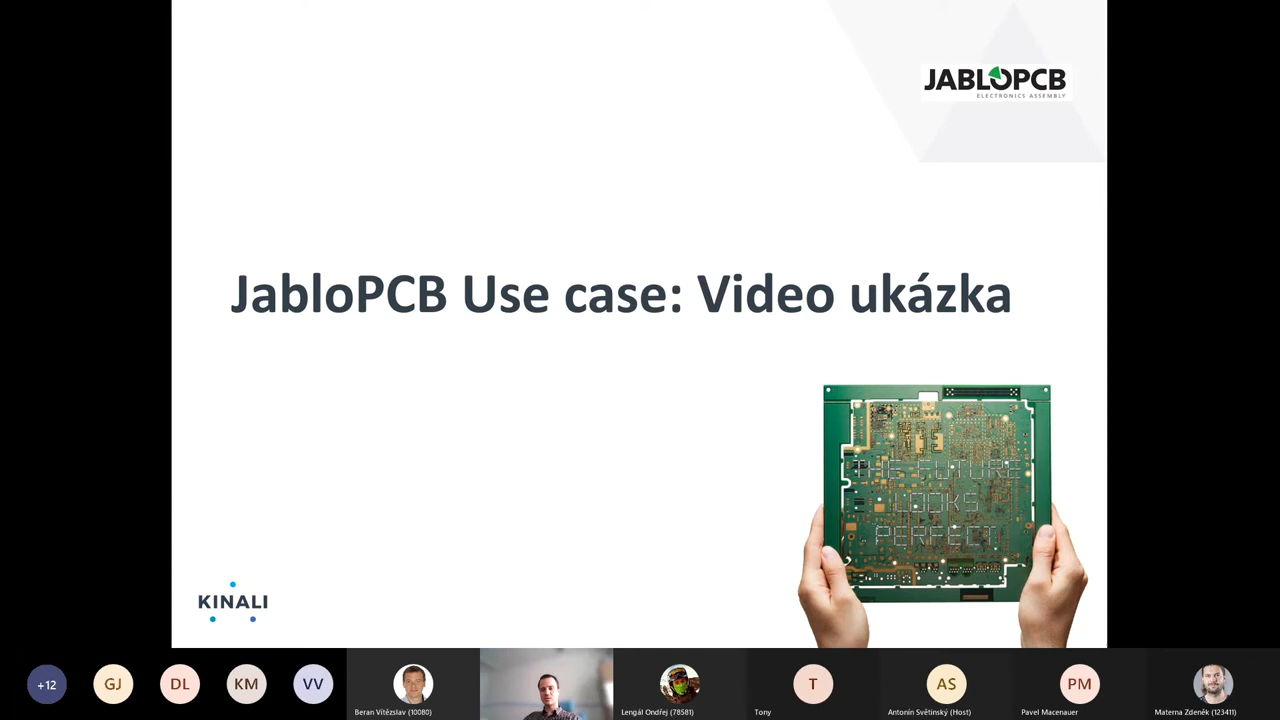 JABLOPCB
ELECTRONICS ASSEMBLY
JabloPCB Use case: Video ukázka
THE FUTURE
LOOKS
PERFECT
KINALI
+12
GJ
DL
KM
VV
Beran Vítězslav (10080)
Lengál Ondřej (78581)
T
Tony
AS
Antonín Světinský (Host)
PM
Pavel Macenauer
Materna Zdeněk (123411)